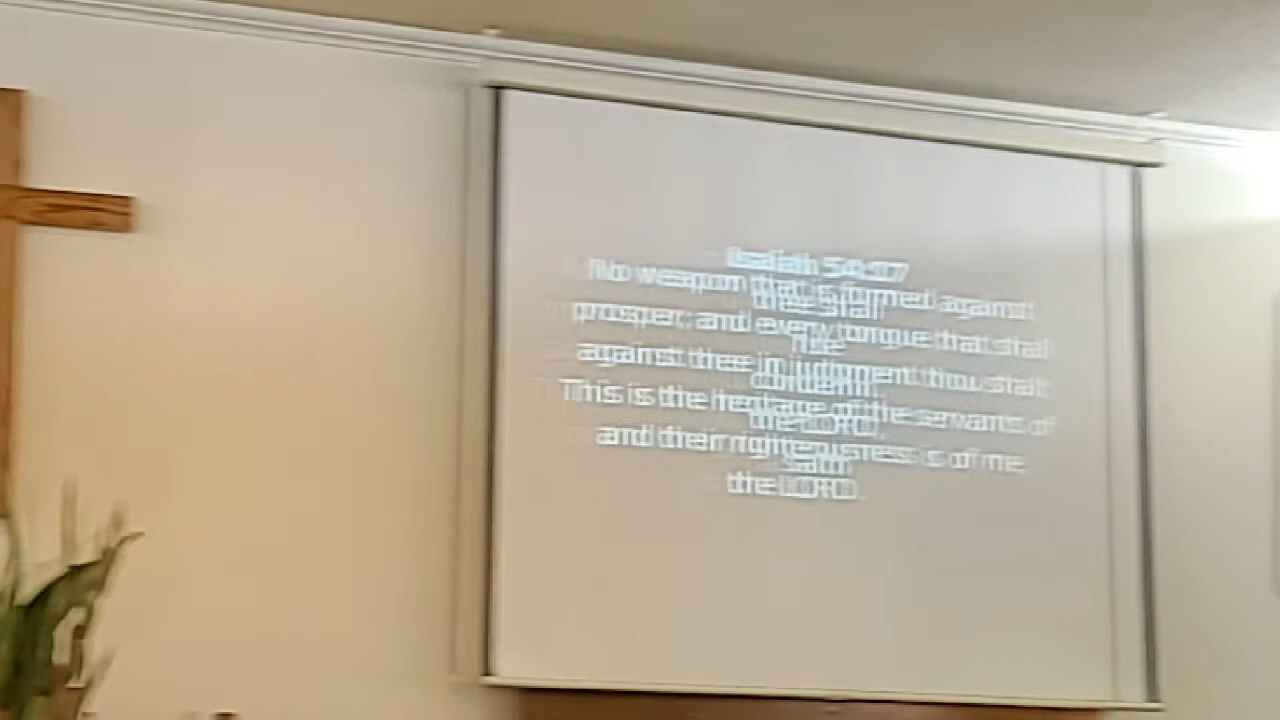 Isaiah 54:17
No weapon that is formed against
thee shall
prosper; and every tongue that shall
rise
against thee in judgment thou shalt
condemn.
This is the heritage of the servants of
the LORD,
and their righteousness is of me,
saith
the LORD.